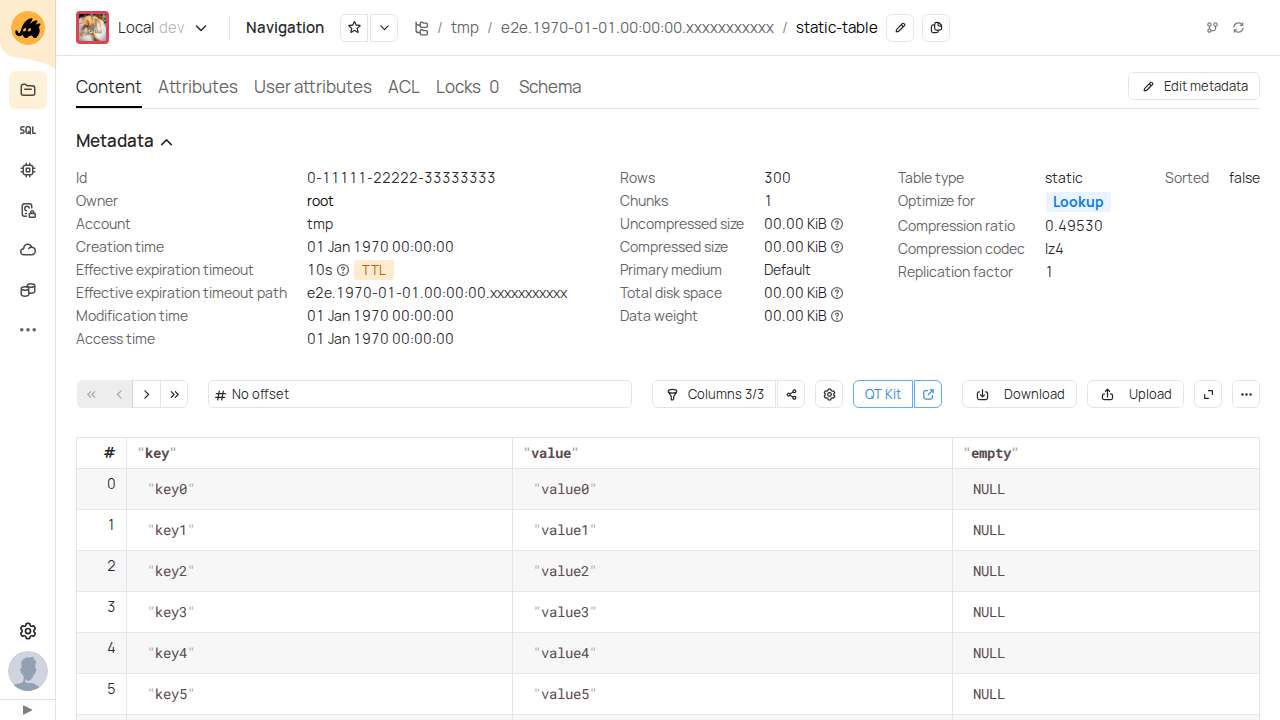 Local dev Navigation / tmp / e2e.1970-01-01.00:00:00.xxxxxxxxxxx / static-table
Content Attributes User attributes ACL Locks 0 Schema Edit metadata
SQL
Metadata
Id 0-11111-22222-33333333 Rows 300 Table type static Sorted false
Owner root Chunks 1 Optimize for Lookup
Account tmp Uncompressed size 00.00 KiB Compression ratio 0.49530
Creation time 01 Jan 1970 00:00:00 Compressed size 00.00 KiB Compression codec lz4
Effective expiration timeout 10s TTL Primary medium Default Replication factor 1
Effective expiration timeout path e2e.1970-01-01.00:00:00.xxxxxxxxxxx Total disk space 00.00 KiB
Modification time 01 Jan 1970 00:00:00 Data weight 00.00 KiB
Access time 01 Jan 1970 00:00:00
# No offset Columns 3/3 QT Kit Download Upload
# "key" "value" "empty"
0 "key0" "value0" NULL
1 "key1" "value1" NULL
2 "key2" "value2" NULL
3 "key3" "value3" NULL
4 "key4" "value4" NULL
5 "key5" "value5" NULL